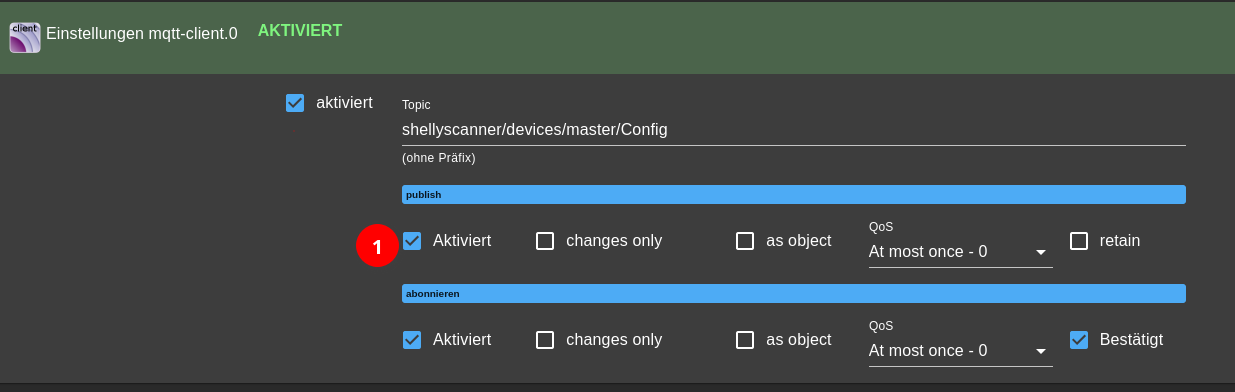 client
Einstellungen mqtt-client.0 AKTIVIERT
aktiviert
Topic
shellyscanner/devices/master/Config
(ohne Präfix)
publish
1
Aktiviert changes only as object QoS At most once - 0 retain
abonnieren
Aktiviert changes only as object QoS At most once - 0 Bestätigt